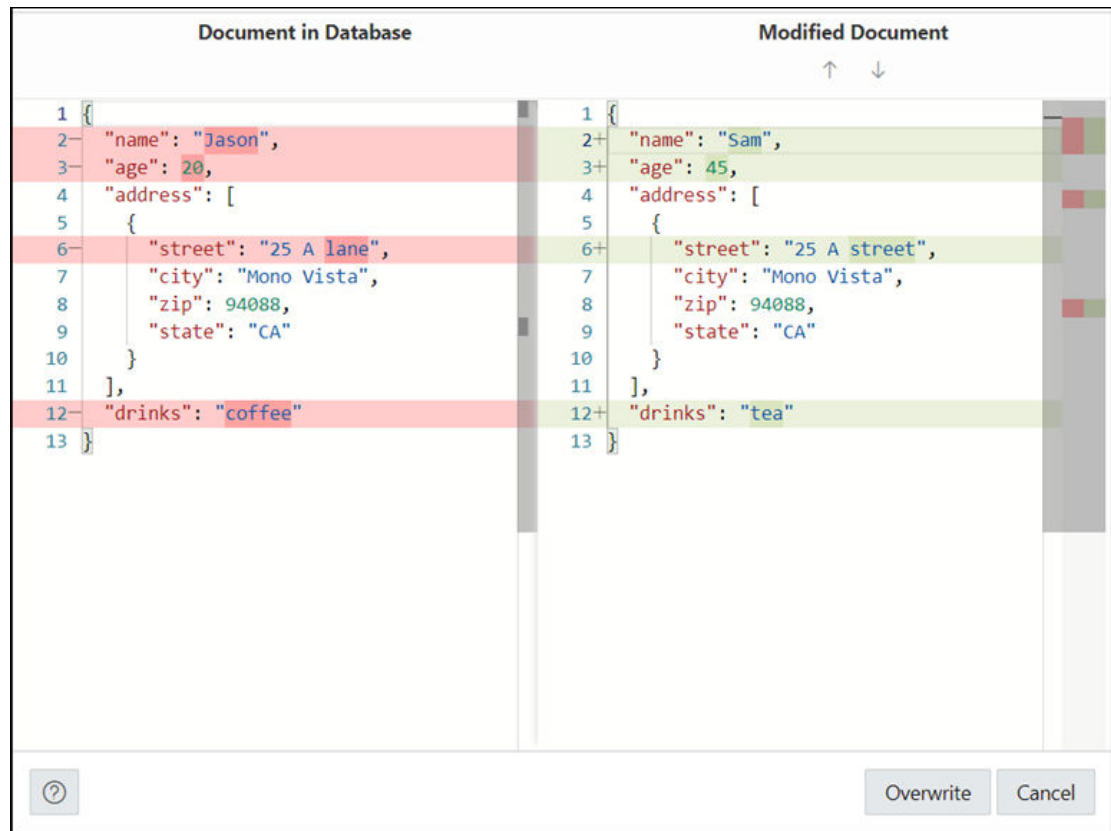 Document in Database
Modified Document
↑ ↓
1 {
2− "name": "Jason",
3− "age": 20,
4 "address": [
5 {
6− "street": "25 A lane",
7 "city": "Mono Vista",
8 "zip": 94088,
9 "state": "CA"
10 }
11 ],
12− "drinks": "coffee"
13 }
1 {
2+ "name": "Sam",
3+ "age": 45,
4 "address": [
5 {
6+ "street": "25 A street",
7 "city": "Mono Vista",
8 "zip": 94088,
9 "state": "CA"
10 }
11 ],
12+ "drinks": "tea"
13 }
?
Overwrite
Cancel